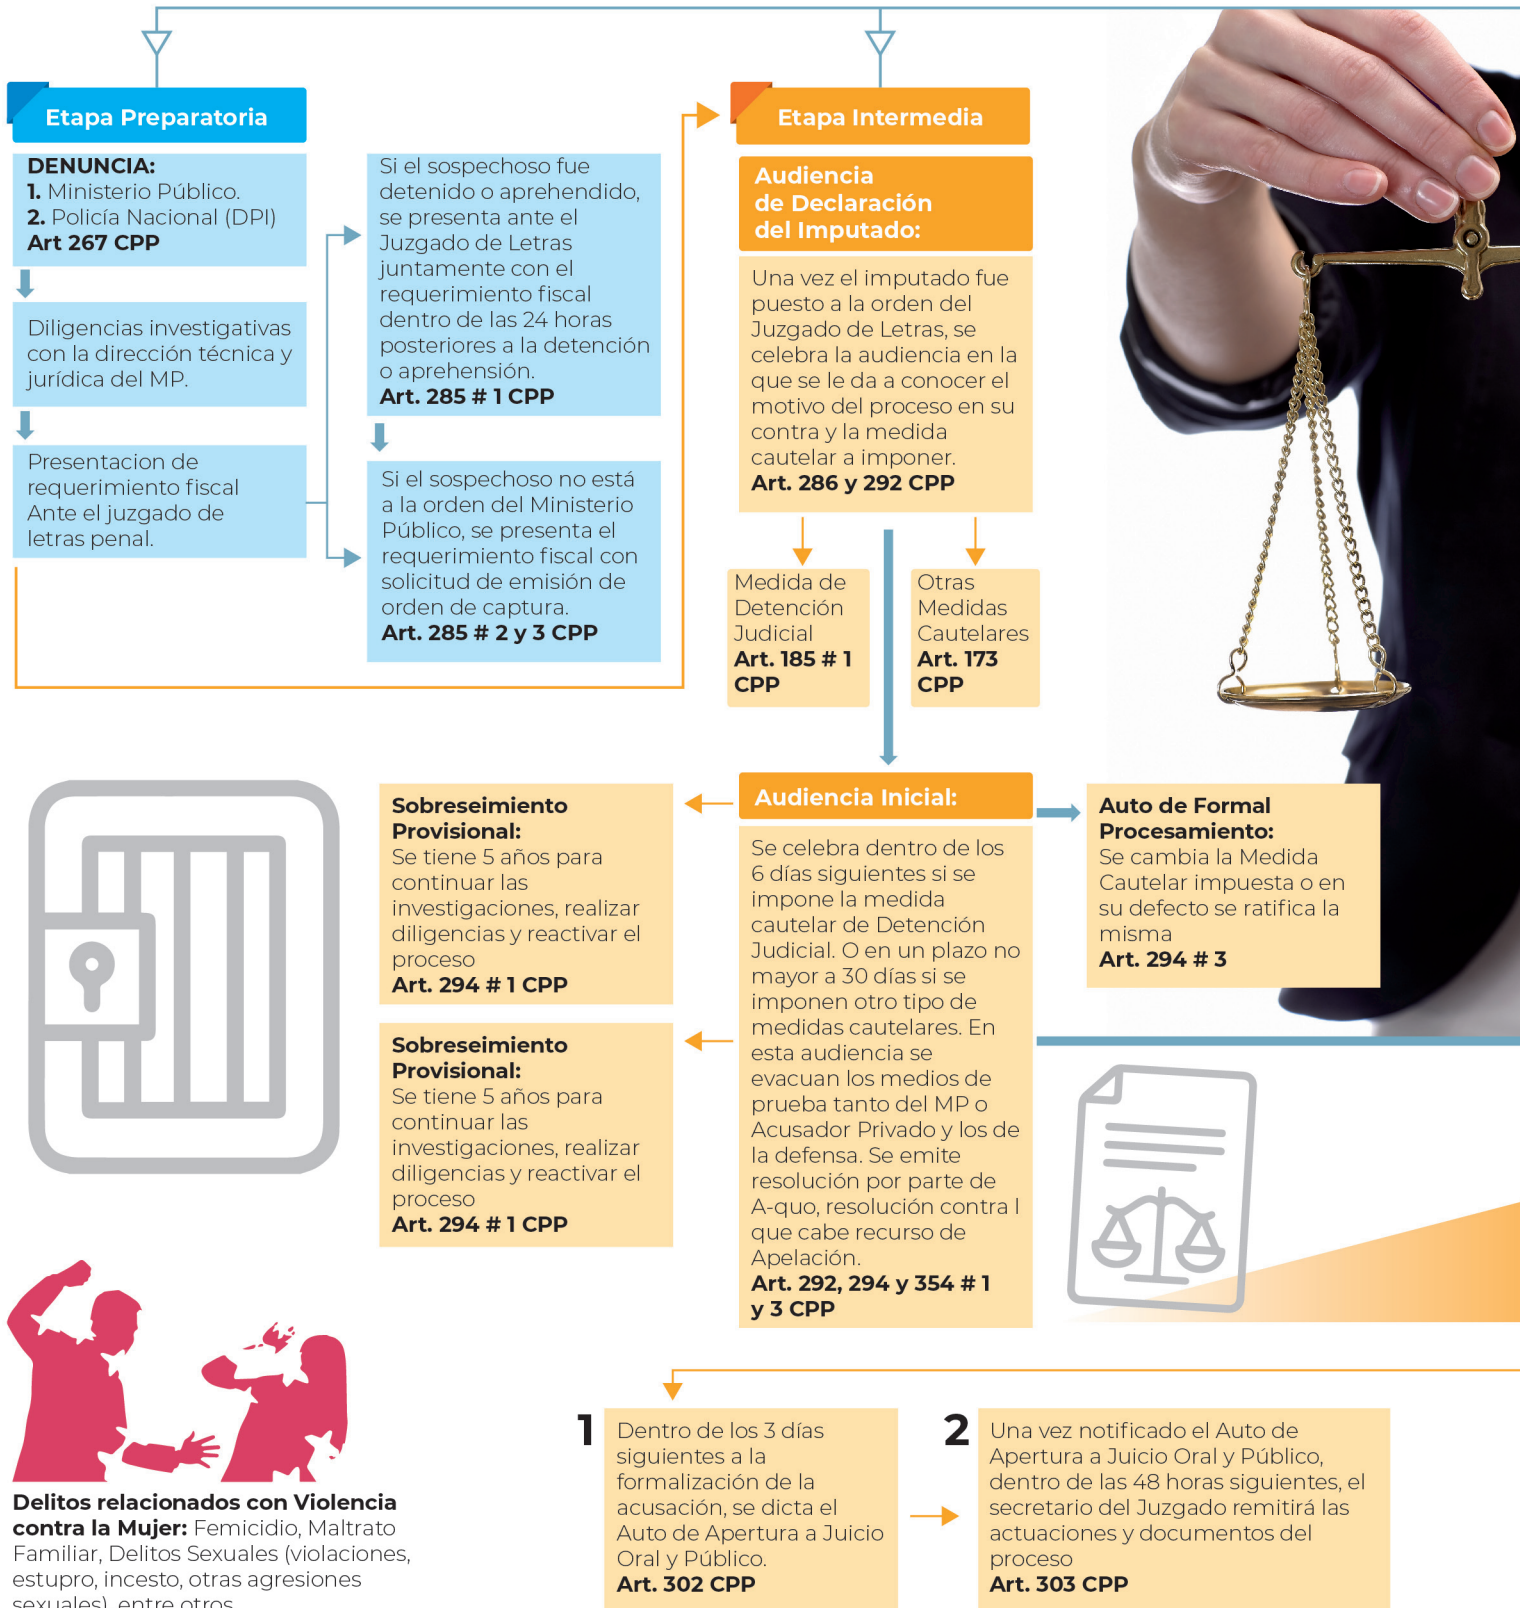 Etapa Preparatoria
DENUNCIA:
1. Ministerio Público.
2. Policía Nacional (DPI)
Art 267 CPP
Diligencias investigativas
con la dirección técnica y
jurídica del MP.
Presentacion de
requerimiento fiscal
Ante el juzgado de
letras penal.
Si el sospechoso fue
detenido o aprehendido,
se presenta ante el
Juzgado de Letras
juntamente con el
requerimiento fiscal
dentro de las 24 horas
posteriores a la detención
o aprehensión.
Art. 285 # 1 CPP
Si el sospechoso no está
a la orden del Ministerio
Público, se presenta el
requerimiento fiscal con
solicitud de emisión de
orden de captura.
Art. 285 # 2 y 3 CPP
Etapa Intermedia
Audiencia
de Declaración
del Imputado:
Una vez el imputado fue
puesto a la orden del
Juzgado de Letras, se
celebra la audiencia en la
que se le da a conocer el
motivo del proceso en su
contra y la medida
cautelar a imponer.
Art. 286 y 292 CPP
Medida de
Detención
Judicial
Art. 185 # 1
CPP
Otras
Medidas
Cautelares
Art. 173
CPP
Audiencia Inicial:
Se celebra dentro de los
6 días siguientes si se
impone la medida
cautelar de Detención
Judicial. O en un plazo no
mayor a 30 días si se
imponen otro tipo de
medidas cautelares. En
esta audiencia se
evacuan los medios de
prueba tanto del MP o
Acusador Privado y los de
la defensa. Se emite
resolución por parte de
A-quo, resolución contra l
que cabe recurso de
Apelación.
Art. 292, 294 y 354 # 1
y 3 CPP
Sobreseimiento
Provisional:
Se tiene 5 años para
continuar las
investigaciones, realizar
diligencias y reactivar el
proceso
Art. 294 # 1 CPP
Sobreseimiento
Provisional:
Se tiene 5 años para
continuar las
investigaciones, realizar
diligencias y reactivar el
proceso
Art. 294 # 1 CPP
Auto de Formal
Procesamiento:
Se cambia la Medida
Cautelar impuesta o en
su defecto se ratifica la
misma
Art. 294 # 3
Delitos relacionados con Violencia
contra la Mujer: Femicidio, Maltrato
Familiar, Delitos Sexuales (violaciones,
estupro, incesto, otras agresiones
sexuales), entre otros
1
Dentro de los 3 días
siguientes a la
formalización de la
acusación, se dicta el
Auto de Apertura a Juicio
Oral y Público.
Art. 302 CPP
2
Una vez notificado el Auto de
Apertura a Juicio Oral y Público,
dentro de las 48 horas siguientes, el
secretario del Juzgado remitirá las
actuaciones y documentos del
proceso
Art. 303 CPP